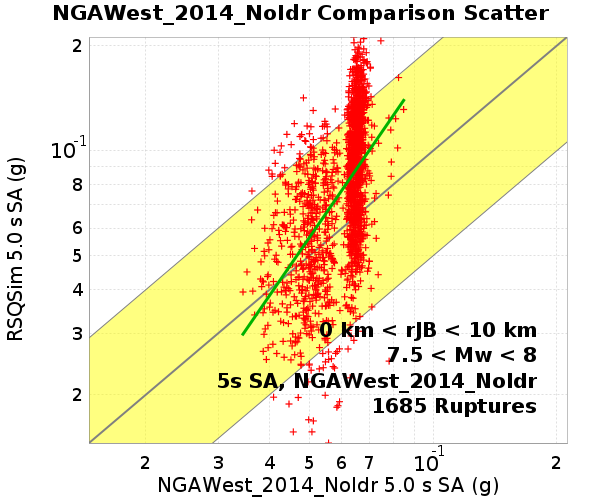 NGAWest_2014_NoIdr Comparison Scatter
2
10-1
8
6
5
4
3
2
RSQSim 5.0 s SA (g)
0 km < rJB < 10 km
7.5 < Mw < 8
5s SA, NGAWest_2014_NoIdr
1685 Ruptures
2 3 4 5 6 7 10-1 2
NGAWest_2014_NoIdr 5.0 s SA (g)